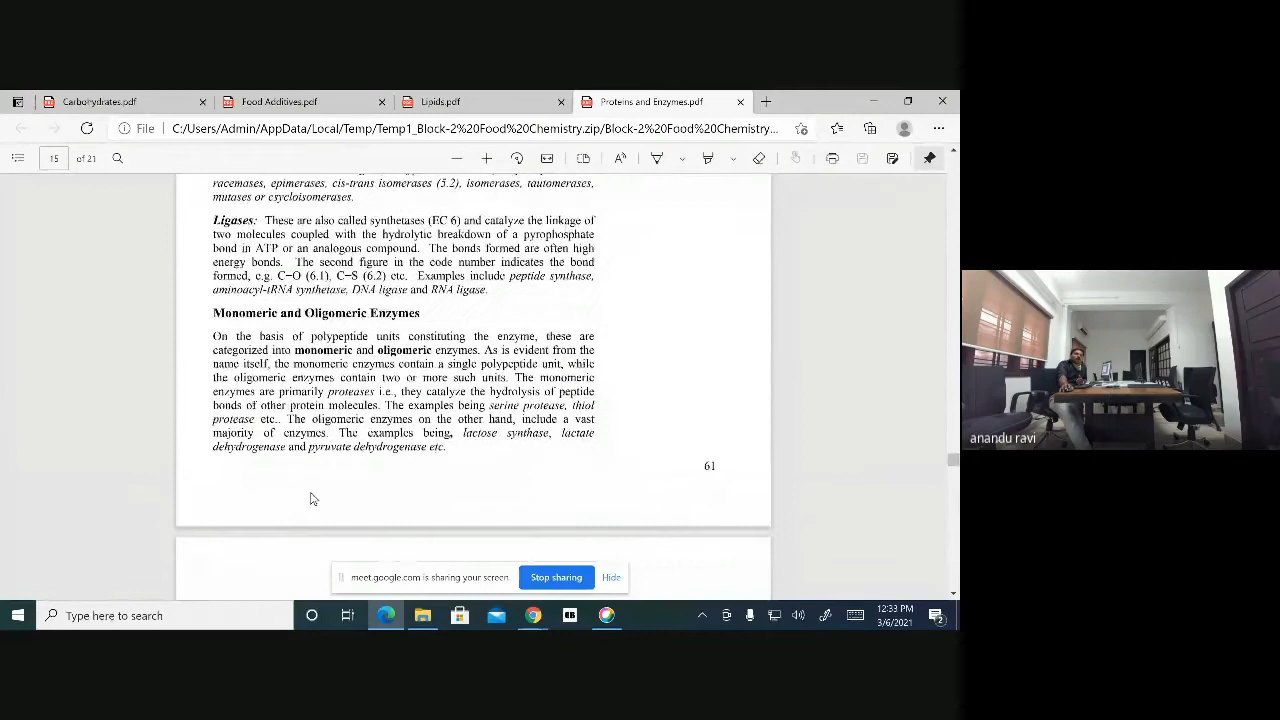 Carbohydrates.pdf
Food Additives.pdf
Lipids.pdf
Proteins and Enzymes.pdf
File
C:/Users/Admin/AppData/Local/Temp/Temp1_Block-2%20Food%20Chemistry.zip/Block-2%20Food%20Chemistry...
15 of 21
racemases, epimerases, cis-trans isomerases (5.2), isomerases, tautomerases,
mutases or csycloisomerases.
Ligases: These are also called synthetases (EC 6) and catalyze the linkage of
two molecules coupled with the hydrolytic breakdown of a pyrophosphate
bond in ATP or an analogous compound. The bonds formed are often high
energy bonds. The second figure in the code number indicates the bond
formed, e.g. C–O (6.1), C–S (6.2) etc. Examples include peptide synthase,
aminoacyl-tRNA synthetase, DNA ligase and RNA ligase.
Monomeric and Oligomeric Enzymes
On the basis of polypeptide units constituting the enzyme, these are
categorized into monomeric and oligomeric enzymes. As is evident from the
name itself, the monomeric enzymes contain a single polypeptide unit, while
the oligomeric enzymes contain two or more such units. The monomeric
enzymes are primarily proteases i.e., they catalyze the hydrolysis of peptide
bonds of other protein molecules. The examples being serine protease, thiol
protease etc.. The oligomeric enzymes on the other hand, include a vast
majority of enzymes. The examples being, lactose synthase, lactate
dehydrogenase and pyruvate dehydrogenase etc.
61
meet.google.com is sharing your screen
Stop sharing
Hide
Type here to search
12:33 PM
3/6/2021
2
anandu ravi